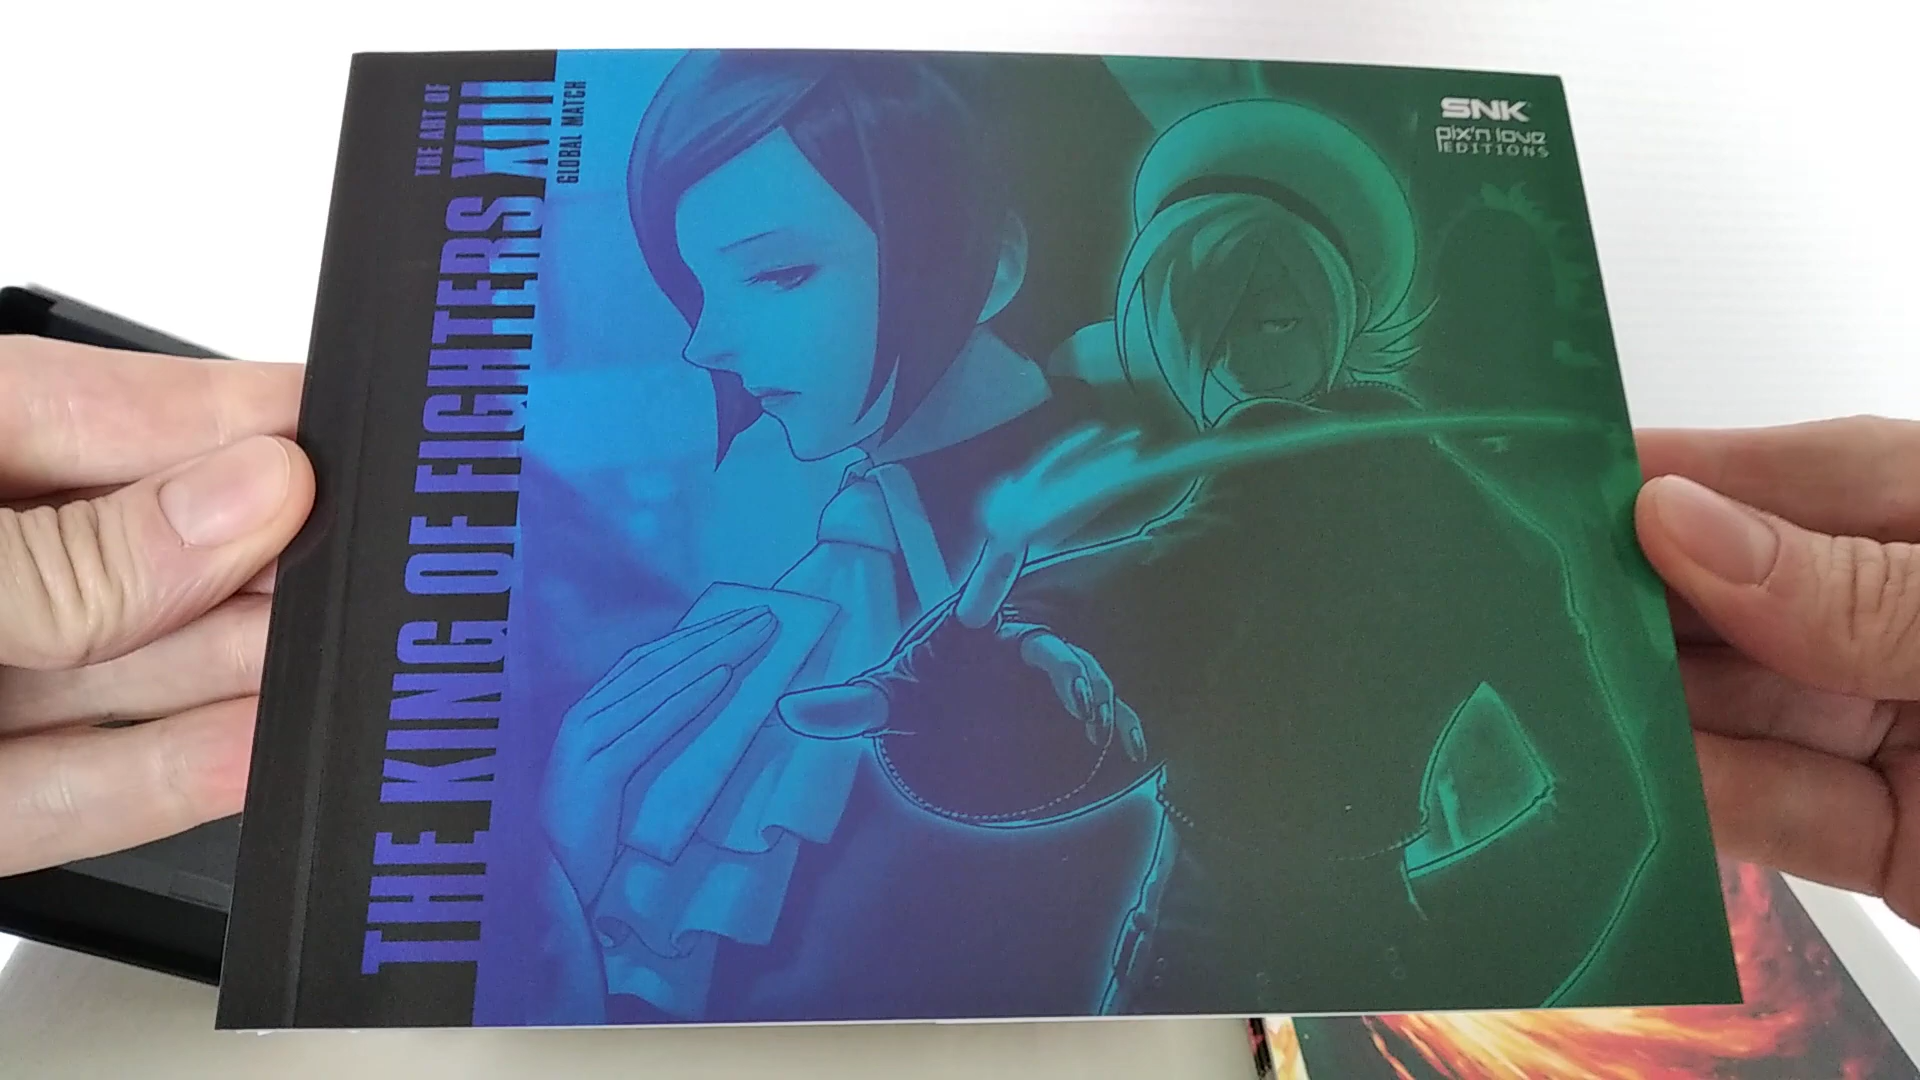 THE ART OF
THE KING OF FIGHTERS XIII
GLOBAL MATCH
SNK
pix'n love
EDITIONS